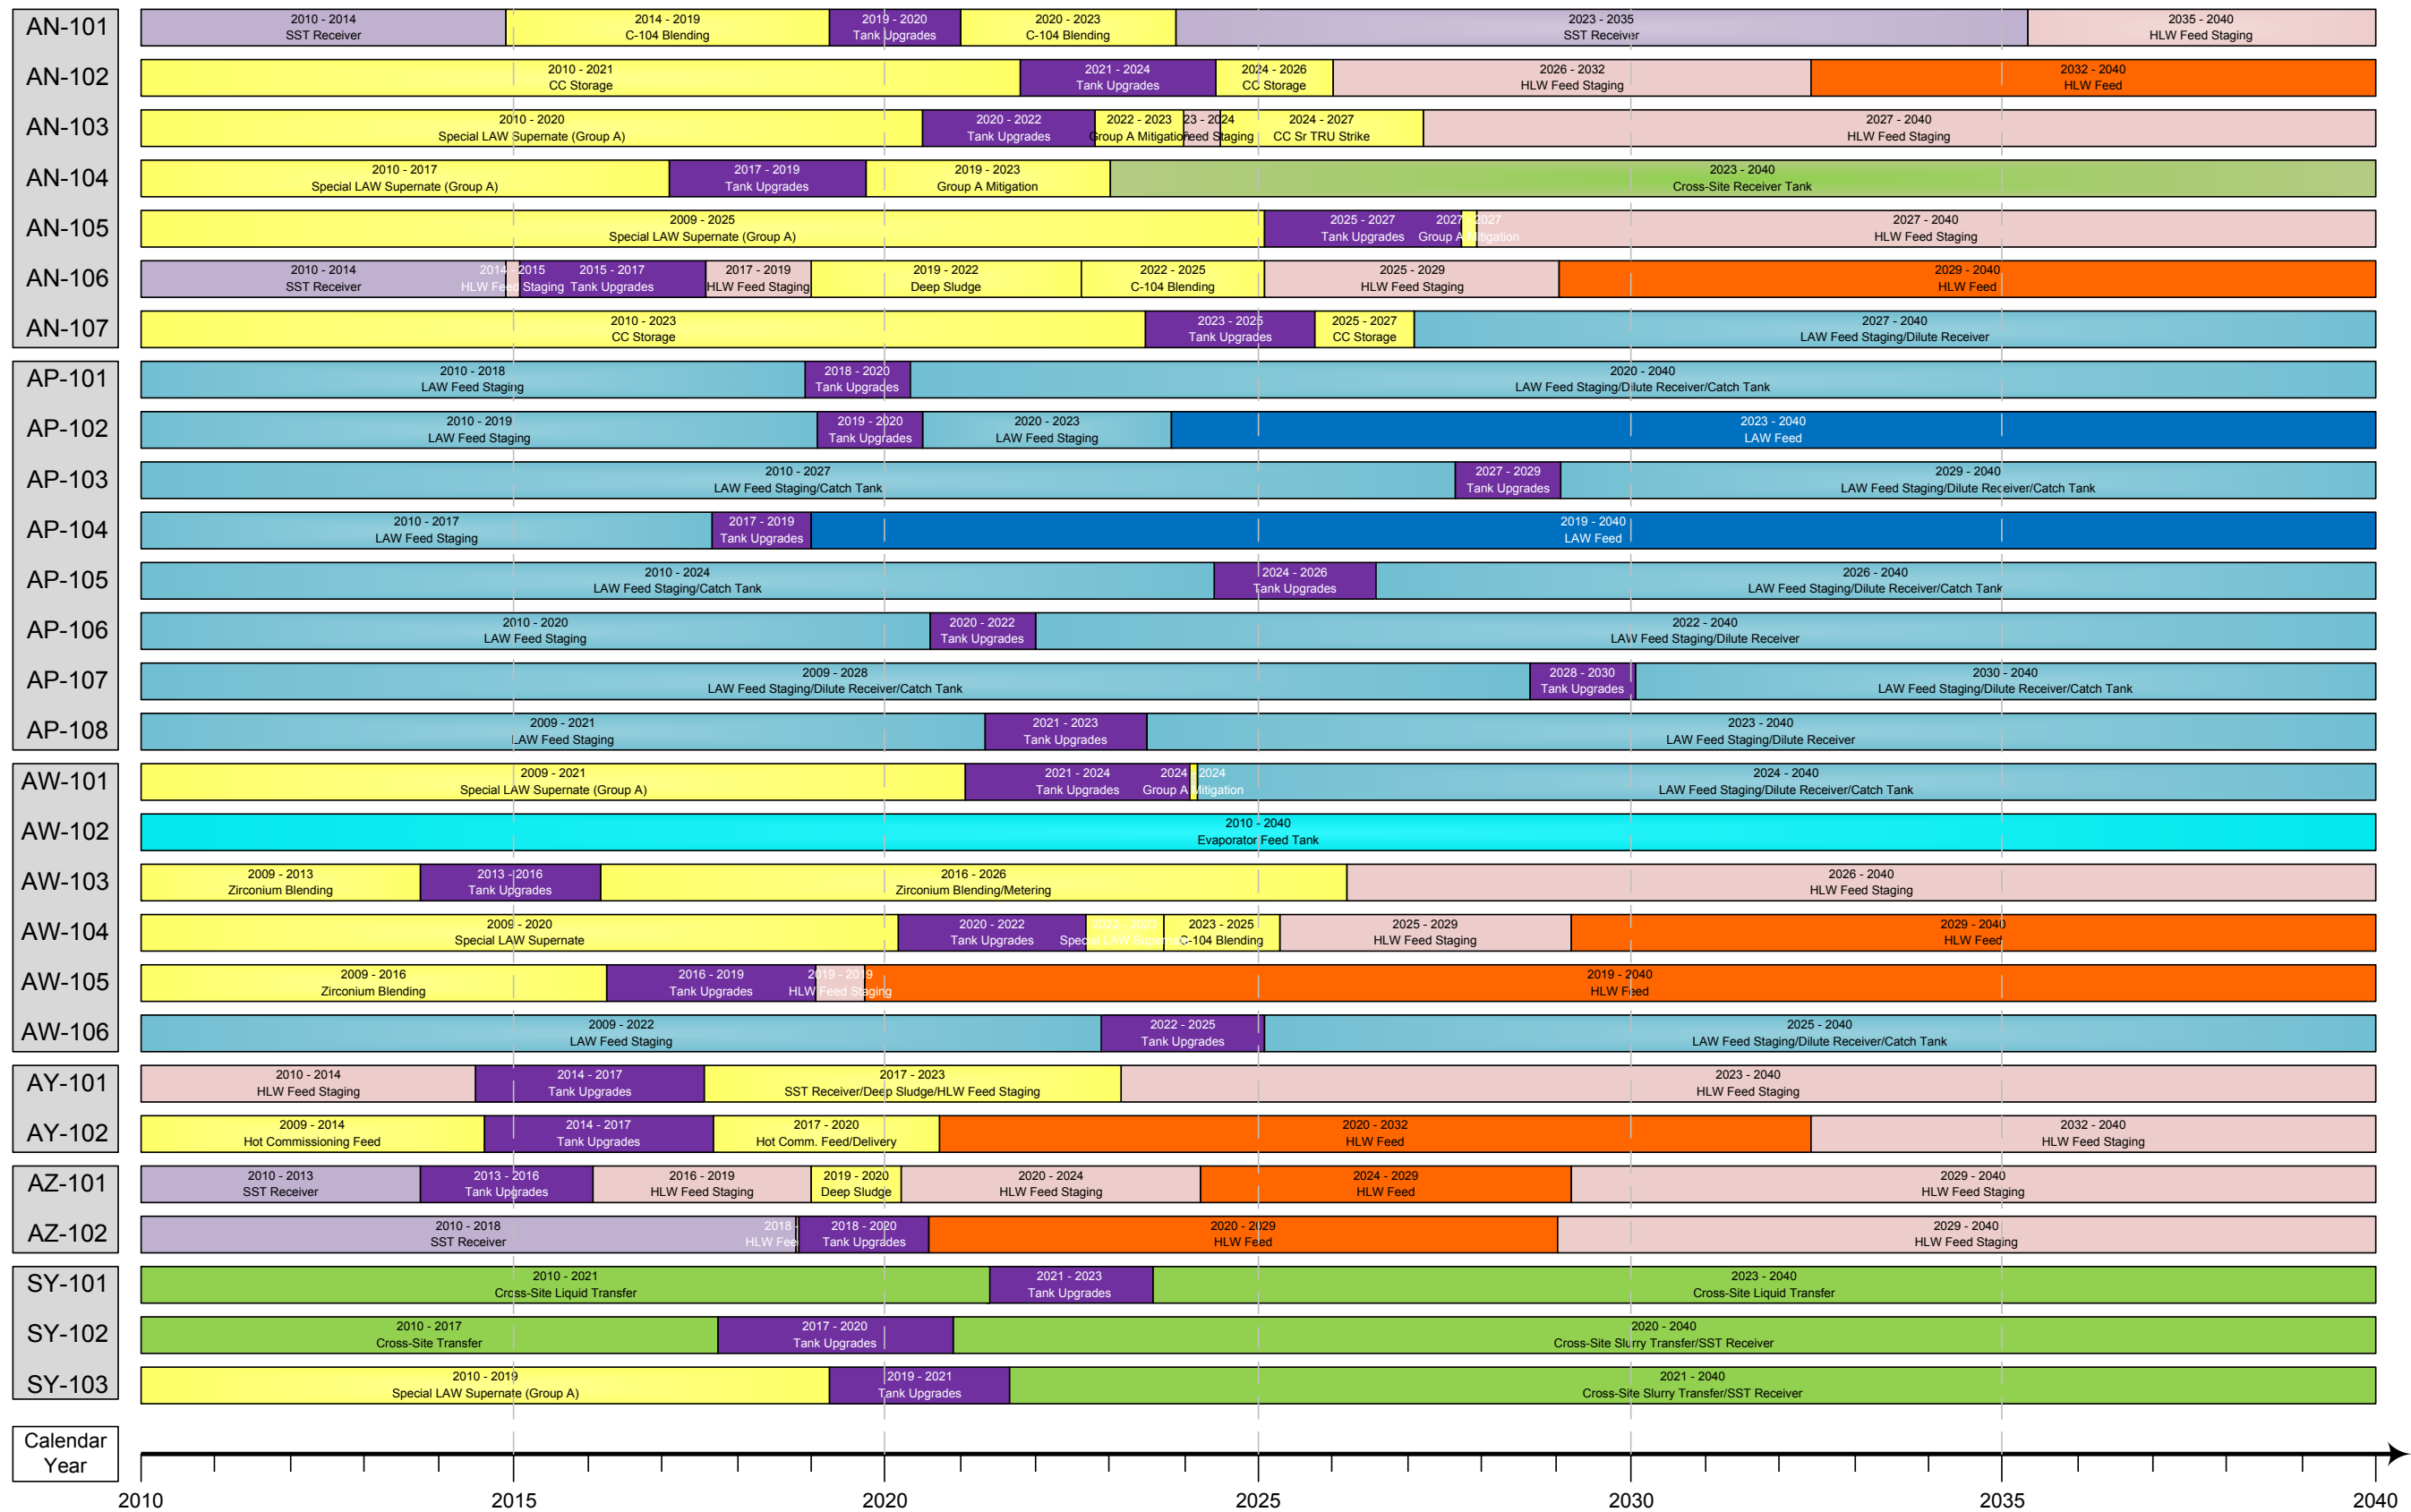 AN-101
2010 - 2014
SST Receiver
2014 - 2019
C-104 Blending
2019 - 2020
Tank Upgrades
2020 - 2023
C-104 Blending
2023 - 2035
SST Receiver
2035 - 2040
HLW Feed Staging
AN-102
2010 - 2021
CC Storage
2021 - 2024
Tank Upgrades
2024 - 2026
CC Storage
2026 - 2032
HLW Feed Staging
2032 - 2040
HLW Feed
AN-103
2010 - 2020
Special LAW Supernate (Group A)
2020 - 2022
Tank Upgrades
2022 - 2023
Group A Mitigation
23 - 2024
Feed Staging
2024 - 2027
CC Sr TRU Strike
2027 - 2040
HLW Feed Staging
AN-104
2010 - 2017
Special LAW Supernate (Group A)
2017 - 2019
Tank Upgrades
2019 - 2023
Group A Mitigation
2023 - 2040
Cross-Site Receiver Tank
AN-105
2009 - 2025
Special LAW Supernate (Group A)
2025 - 2027
Tank Upgrades
2027 - 2027
Group A Mitigation
2027 - 2040
HLW Feed Staging
AN-106
2010 - 2014
SST Receiver
2014 - 2015
HLW Feed Staging
2015 - 2017
Tank Upgrades
2017 - 2019
HLW Feed Staging
2019 - 2022
Deep Sludge
2022 - 2025
C-104 Blending
2025 - 2029
HLW Feed Staging
2029 - 2040
HLW Feed
AN-107
2010 - 2023
CC Storage
2023 - 2025
Tank Upgrades
2025 - 2027
CC Storage
2027 - 2040
LAW Feed Staging/Dilute Receiver
AP-101
2010 - 2018
LAW Feed Staging
2018 - 2020
Tank Upgrades
2020 - 2040
LAW Feed Staging/Dilute Receiver/Catch Tank
AP-102
2010 - 2019
LAW Feed Staging
2019 - 2020
Tank Upgrades
2020 - 2023
LAW Feed Staging
2023 - 2040
LAW Feed
AP-103
2010 - 2027
LAW Feed Staging/Catch Tank
2027 - 2029
Tank Upgrades
2029 - 2040
LAW Feed Staging/Dilute Receiver/Catch Tank
AP-104
2010 - 2017
LAW Feed Staging
2017 - 2019
Tank Upgrades
2019 - 2040
LAW Feed
AP-105
2010 - 2024
LAW Feed Staging/Catch Tank
2024 - 2026
Tank Upgrades
2026 - 2040
LAW Feed Staging/Dilute Receiver/Catch Tank
AP-106
2010 - 2020
LAW Feed Staging
2020 - 2022
Tank Upgrades
2022 - 2040
LAW Feed Staging/Dilute Receiver
AP-107
2009 - 2028
LAW Feed Staging/Dilute Receiver/Catch Tank
2028 - 2030
Tank Upgrades
2030 - 2040
LAW Feed Staging/Dilute Receiver/Catch Tank
AP-108
2009 - 2021
LAW Feed Staging
2021 - 2023
Tank Upgrades
2023 - 2040
LAW Feed Staging/Dilute Receiver
AW-101
2009 - 2021
Special LAW Supernate (Group A)
2021 - 2024
Tank Upgrades
2024 2024
Group A Mitigation
2024 - 2040
LAW Feed Staging/Dilute Receiver/Catch Tank
AW-102
2010 - 2040
Evaporator Feed Tank
AW-103
2009 - 2013
Zirconium Blending
2013 - 2016
Tank Upgrades
2016 - 2026
Zirconium Blending/Metering
2026 - 2040
HLW Feed Staging
AW-104
2009 - 2020
Special LAW Supernate
2020 - 2022
Tank Upgrades
2022 - 2023
Special LAW Supernate
2023 - 2025
C-104 Blending
2025 - 2029
HLW Feed Staging
2029 - 2040
HLW Feed
AW-105
2009 - 2016
Zirconium Blending
2016 - 2019
Tank Upgrades
2019 - 2019
HLW Feed Staging
2019 - 2040
HLW Feed
AW-106
2009 - 2022
LAW Feed Staging
2022 - 2025
Tank Upgrades
2025 - 2040
LAW Feed Staging/Dilute Receiver/Catch Tank
AY-101
2010 - 2014
HLW Feed Staging
2014 - 2017
Tank Upgrades
2017 - 2023
SST Receiver/Deep Sludge/HLW Feed Staging
2023 - 2040
HLW Feed Staging
AY-102
2009 - 2014
Hot Commissioning Feed
2014 - 2017
Tank Upgrades
2017 - 2020
Hot Comm. Feed/Delivery
2020 - 2032
HLW Feed
2032 - 2040
HLW Feed Staging
AZ-101
2010 - 2013
SST Receiver
2013 - 2016
Tank Upgrades
2016 - 2019
HLW Feed Staging
2019 - 2020
Deep Sludge
2020 - 2024
HLW Feed Staging
2024 - 2029
HLW Feed
2029 - 2040
HLW Feed Staging
AZ-102
2010 - 2018
SST Receiver
2018 -
HLW Fee
2018 - 2020
Tank Upgrades
2020 - 2029
HLW Feed
2029 - 2040
HLW Feed Staging
SY-101
2010 - 2021
Cross-Site Liquid Transfer
2021 - 2023
Tank Upgrades
2023 - 2040
Cross-Site Liquid Transfer
SY-102
2010 - 2017
Cross-Site Transfer
2017 - 2020
Tank Upgrades
2020 - 2040
Cross-Site Slurry Transfer/SST Receiver
SY-103
2010 - 2019
Special LAW Supernate (Group A)
2019 - 2021
Tank Upgrades
2021 - 2040
Cross-Site Slurry Transfer/SST Receiver
Calendar
Year
2010 2015 2020 2025 2030 2035 2040